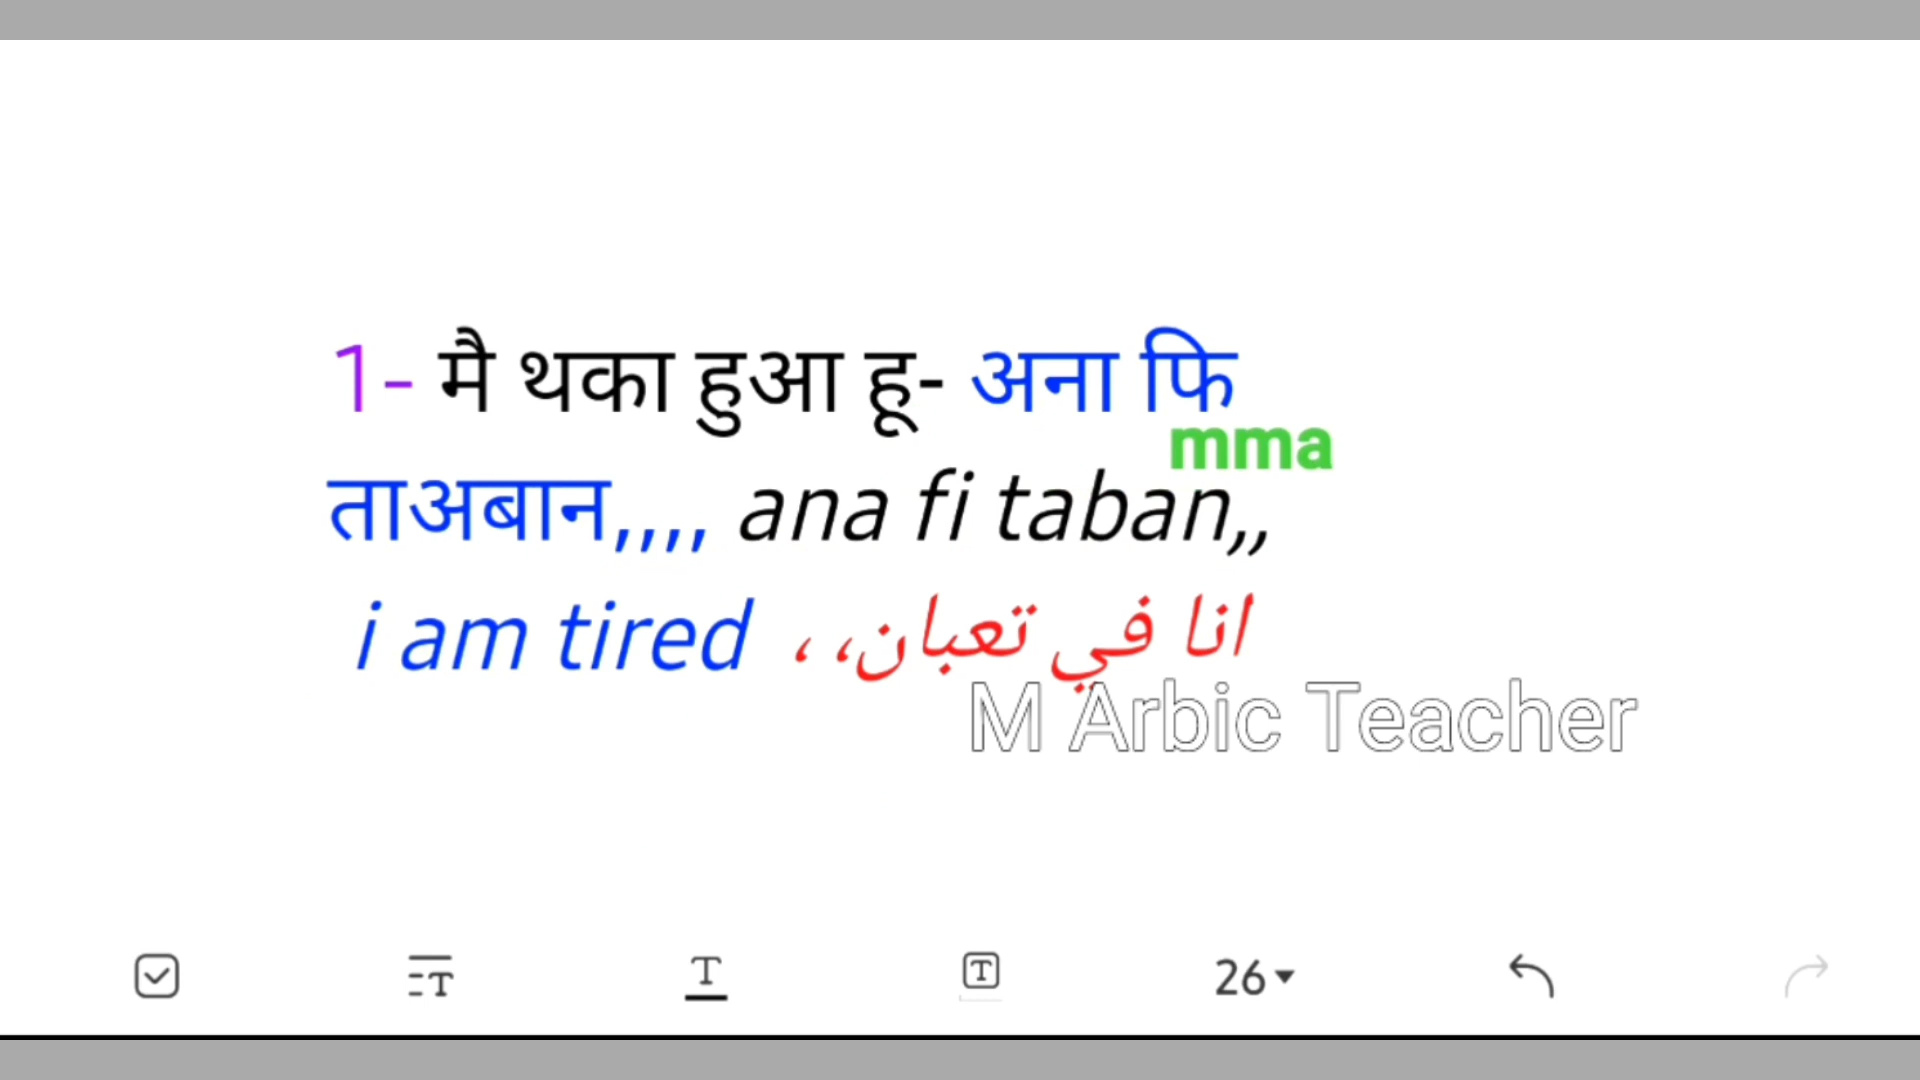 1- मै थका हुआ हू- अना फि
mma
ताअबान,,,, ana fi taban,,
i am tired انا في تعبان، ،
M Arbic Teacher
26